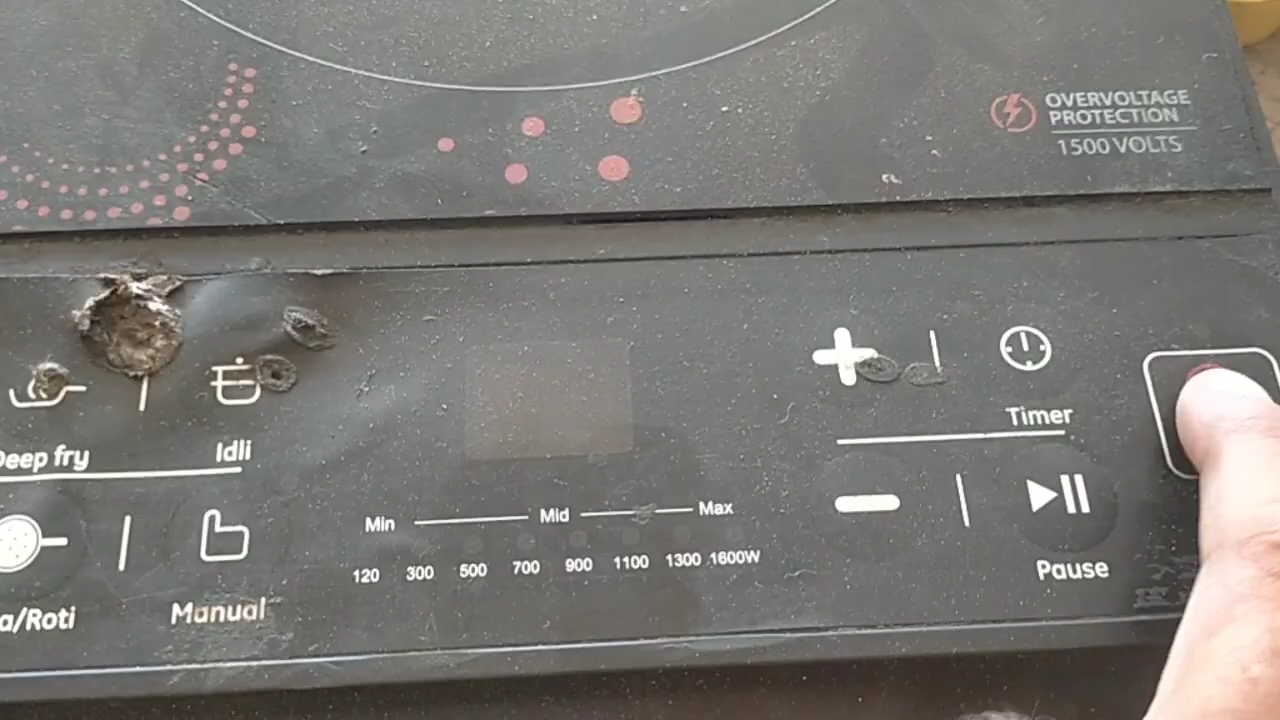 OVERVOLTAGE
PROTECTION
1500 VOLTS
Deep fry
Idli
Timer
Min
Mid
Max
120 300 500 700 900 1100 1300 1600W
Pause
a/Roti
Manual